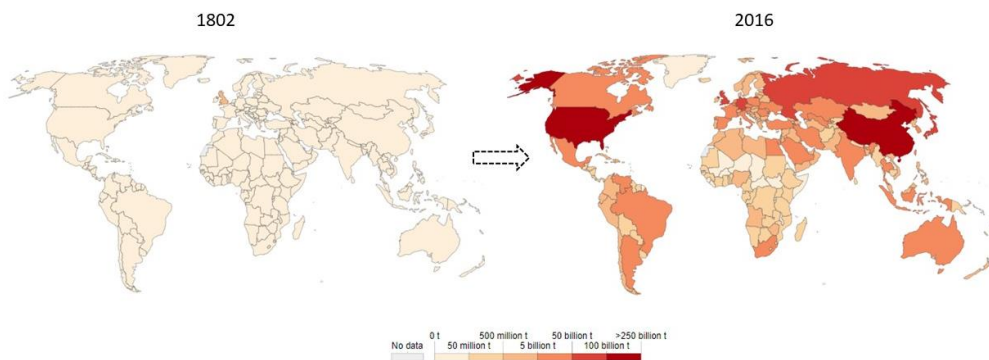 1802
2016
0 t 500 million t 50 billion t >250 billion t
No data 50 million t 5 billion t 100 billion t